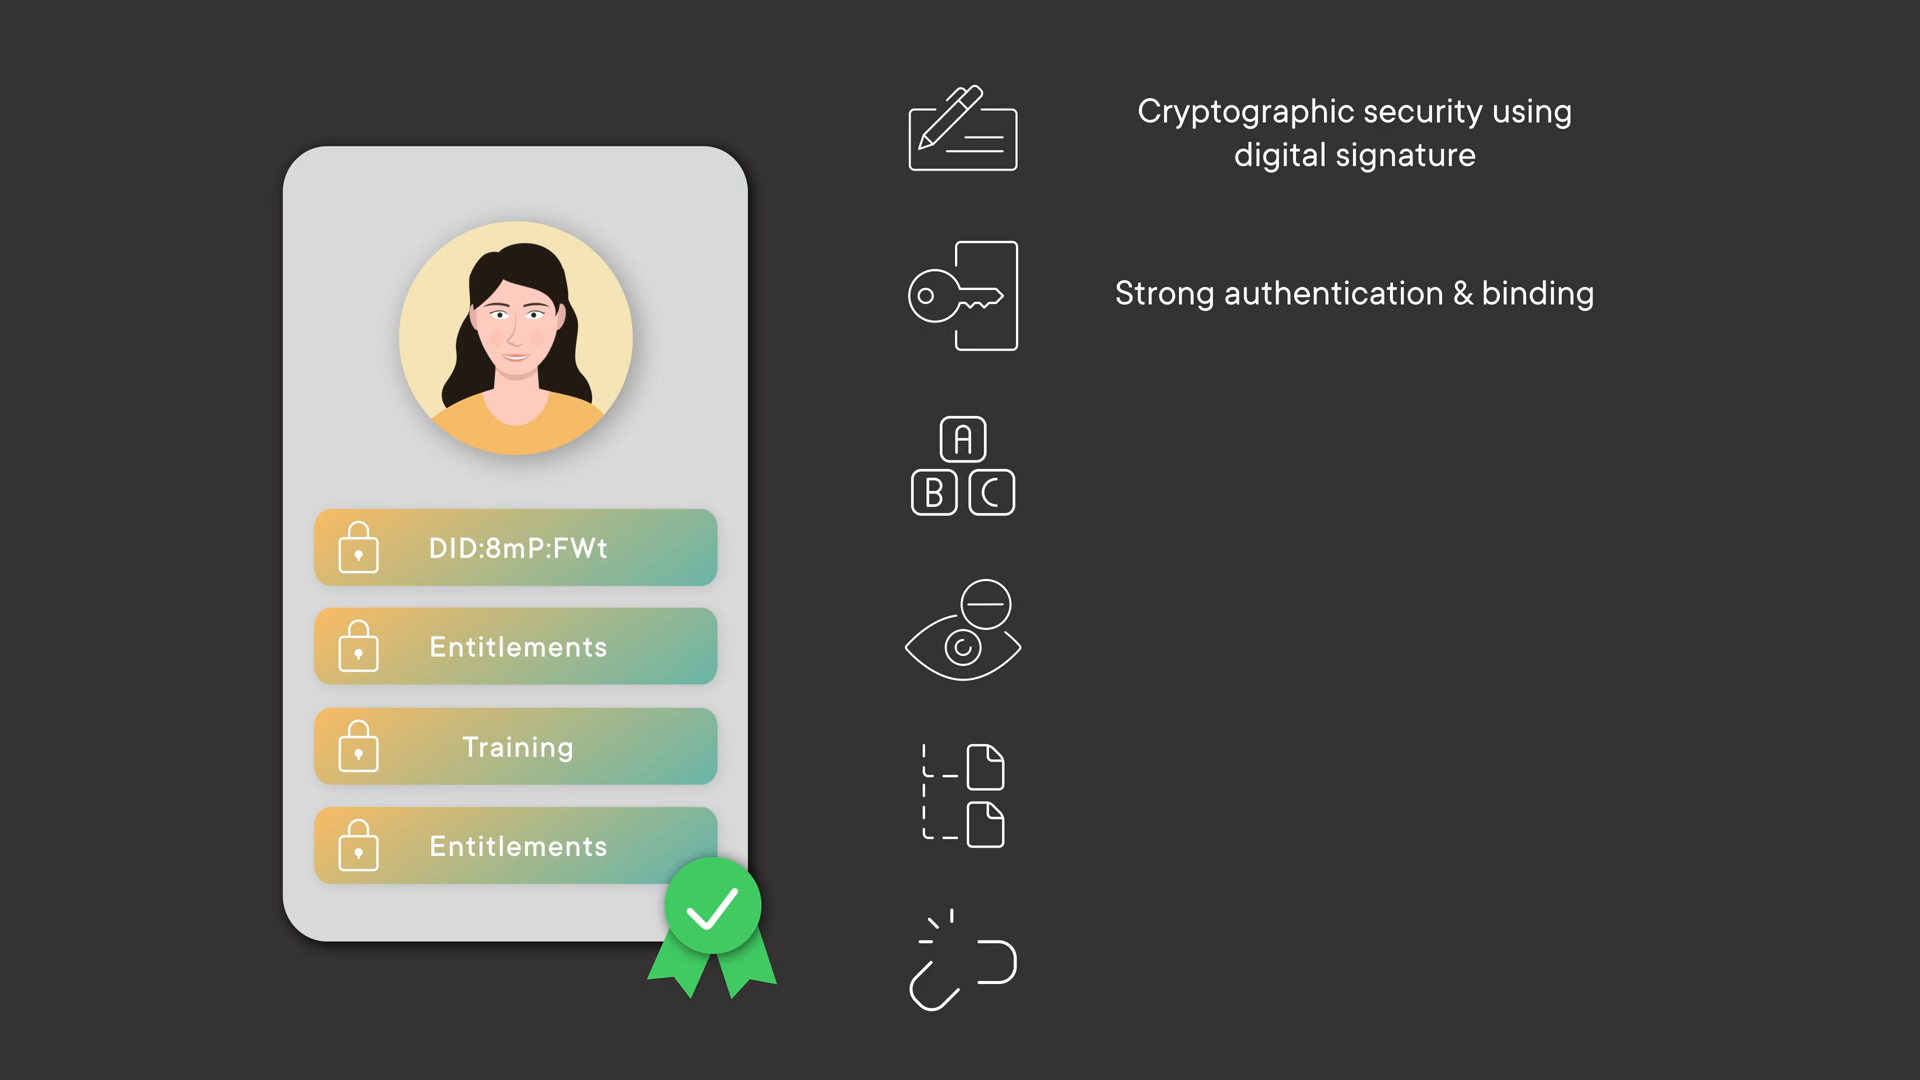 DID:8mP:FWt
Entitlements
Training
Entitlements
Cryptographic security using
digital signature
Strong authentication & binding
A
B C